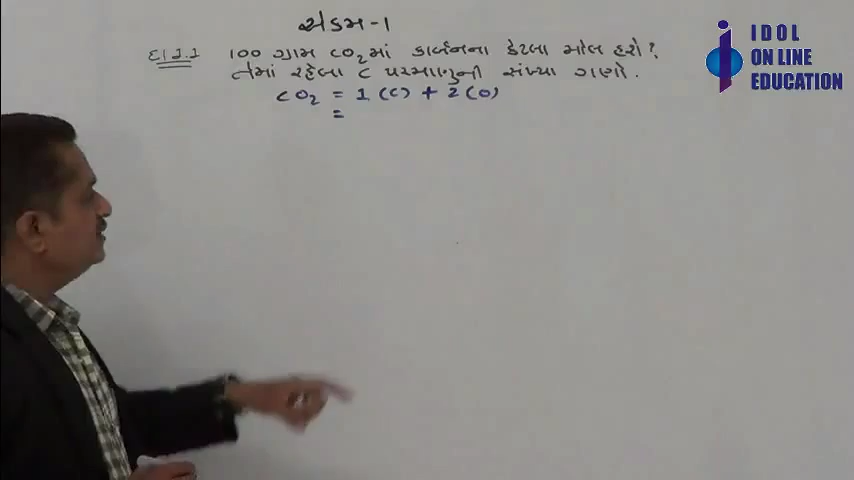 એકમ-1
દા 1.1 100 ગ્રામ CO₂માં કાર્બનના કેટલા મોલ હશે?
તેમાં રહેલા C પરમાણુની સંખ્યા ગણો.
CO₂ = 1(C) + 2(O)
=
IDOL
ON LINE
EDUCATION